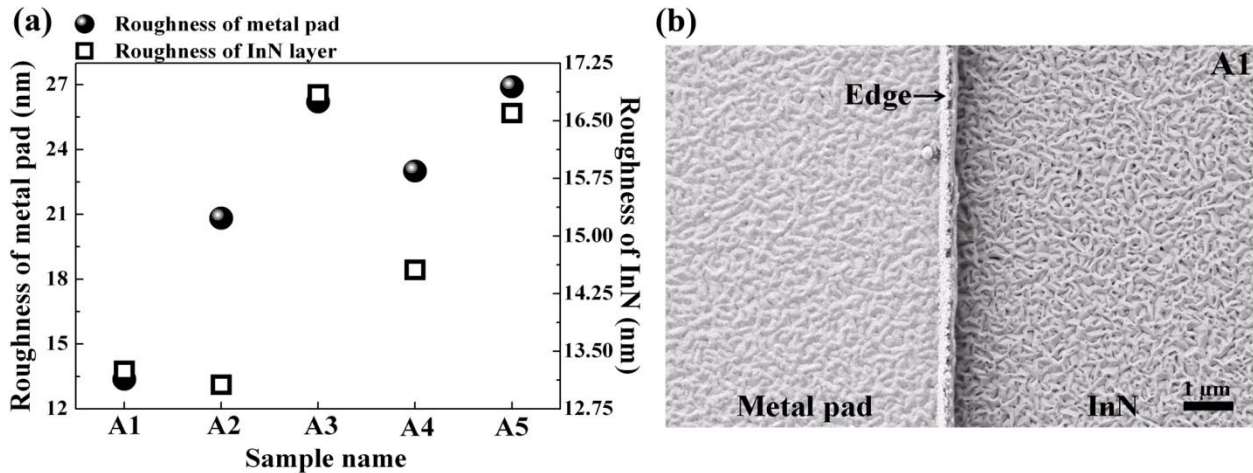 (a)
Roughness of metal pad
Roughness of InN layer
Roughness of metal pad (nm)
27
24
21
18
15
12
17.25
16.50
15.75
15.00
14.25
13.50
12.75
Roughness of InN (nm)
A1 A2 A3 A4 A5
Sample name
(b)
A1
Edge→
Metal pad
InN
1 μm